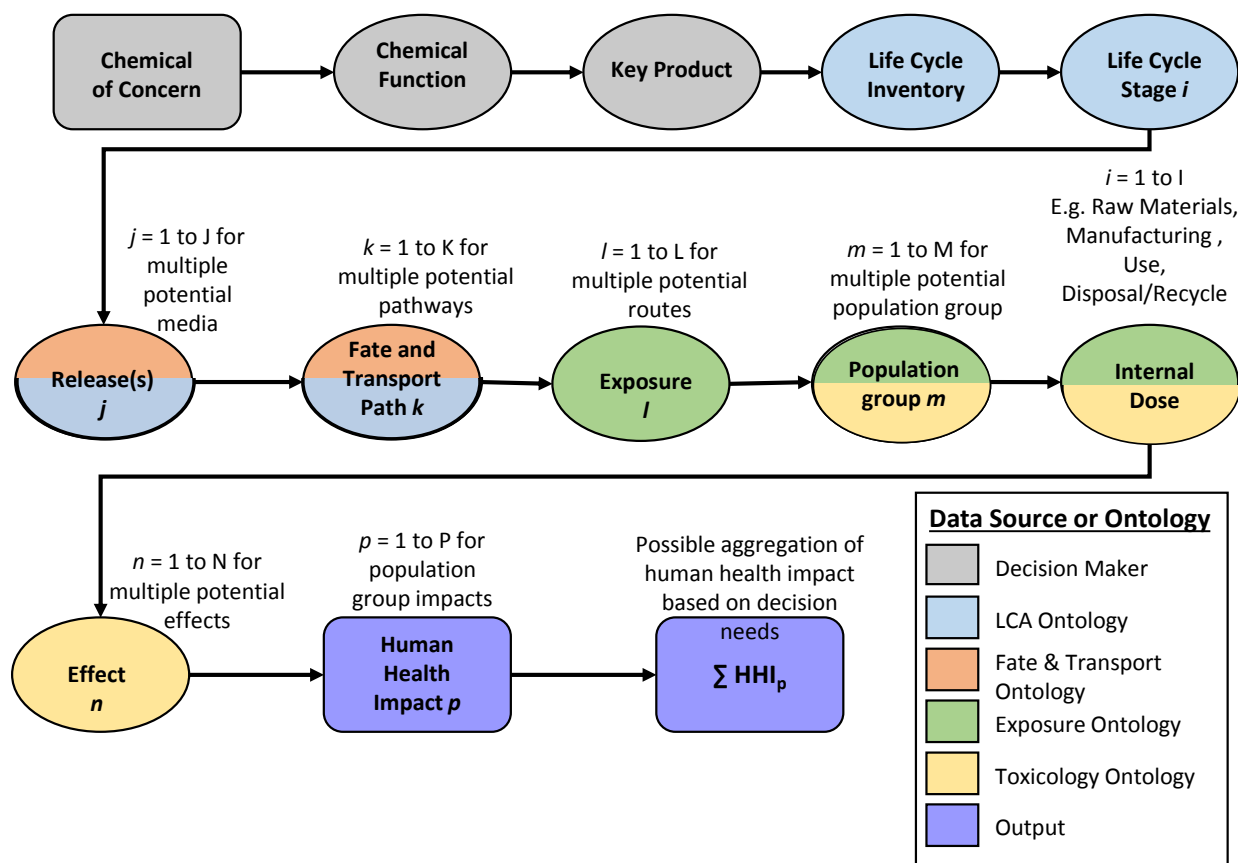 Chemical
of Concern
Chemical
Function
Key Product
Life Cycle
Inventory
Life Cycle
Stage i
j = 1 to J for
multiple
potential
media
k = 1 to K for
multiple potential
pathways
l = 1 to L for
multiple potential
routes
m = 1 to M for
multiple potential
population group
i = 1 to I
E.g. Raw Materials,
Manufacturing ,
Use,
Disposal/Recycle
Release(s)
j
Fate and
Transport
Path k
Exposure
l
Population
group m
Internal
Dose
n = 1 to N for
multiple potential
effects
p = 1 to P for
population
group impacts
Possible aggregation of
human health impact
based on decision
needs
Effect
n
Human
Health
Impact p
∑ HHIp
Data Source or Ontology
Decision Maker
LCA Ontology
Fate & Transport
Ontology
Exposure Ontology
Toxicology Ontology
Output